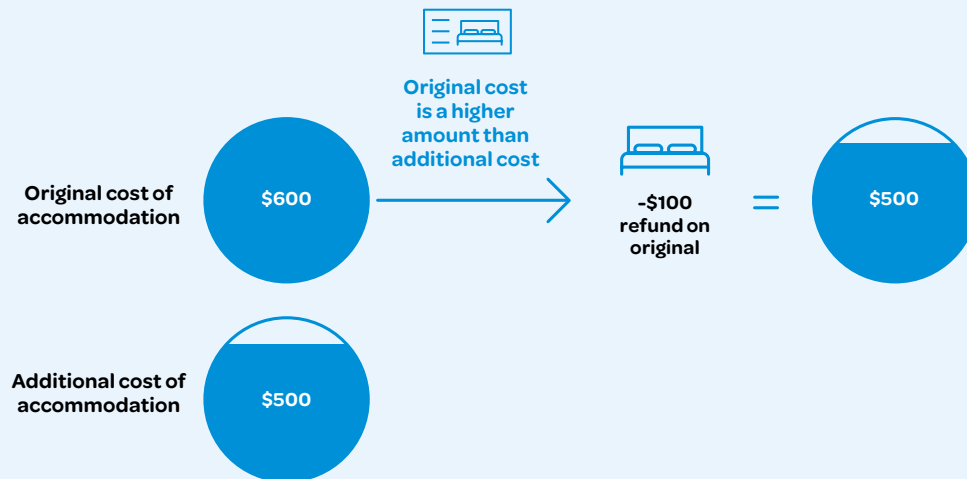 Original cost
is a higher
amount than
additional cost
Original cost of
accommodation
$600
-$100
refund on
original
=
$500
Additional cost of
accommodation
$500